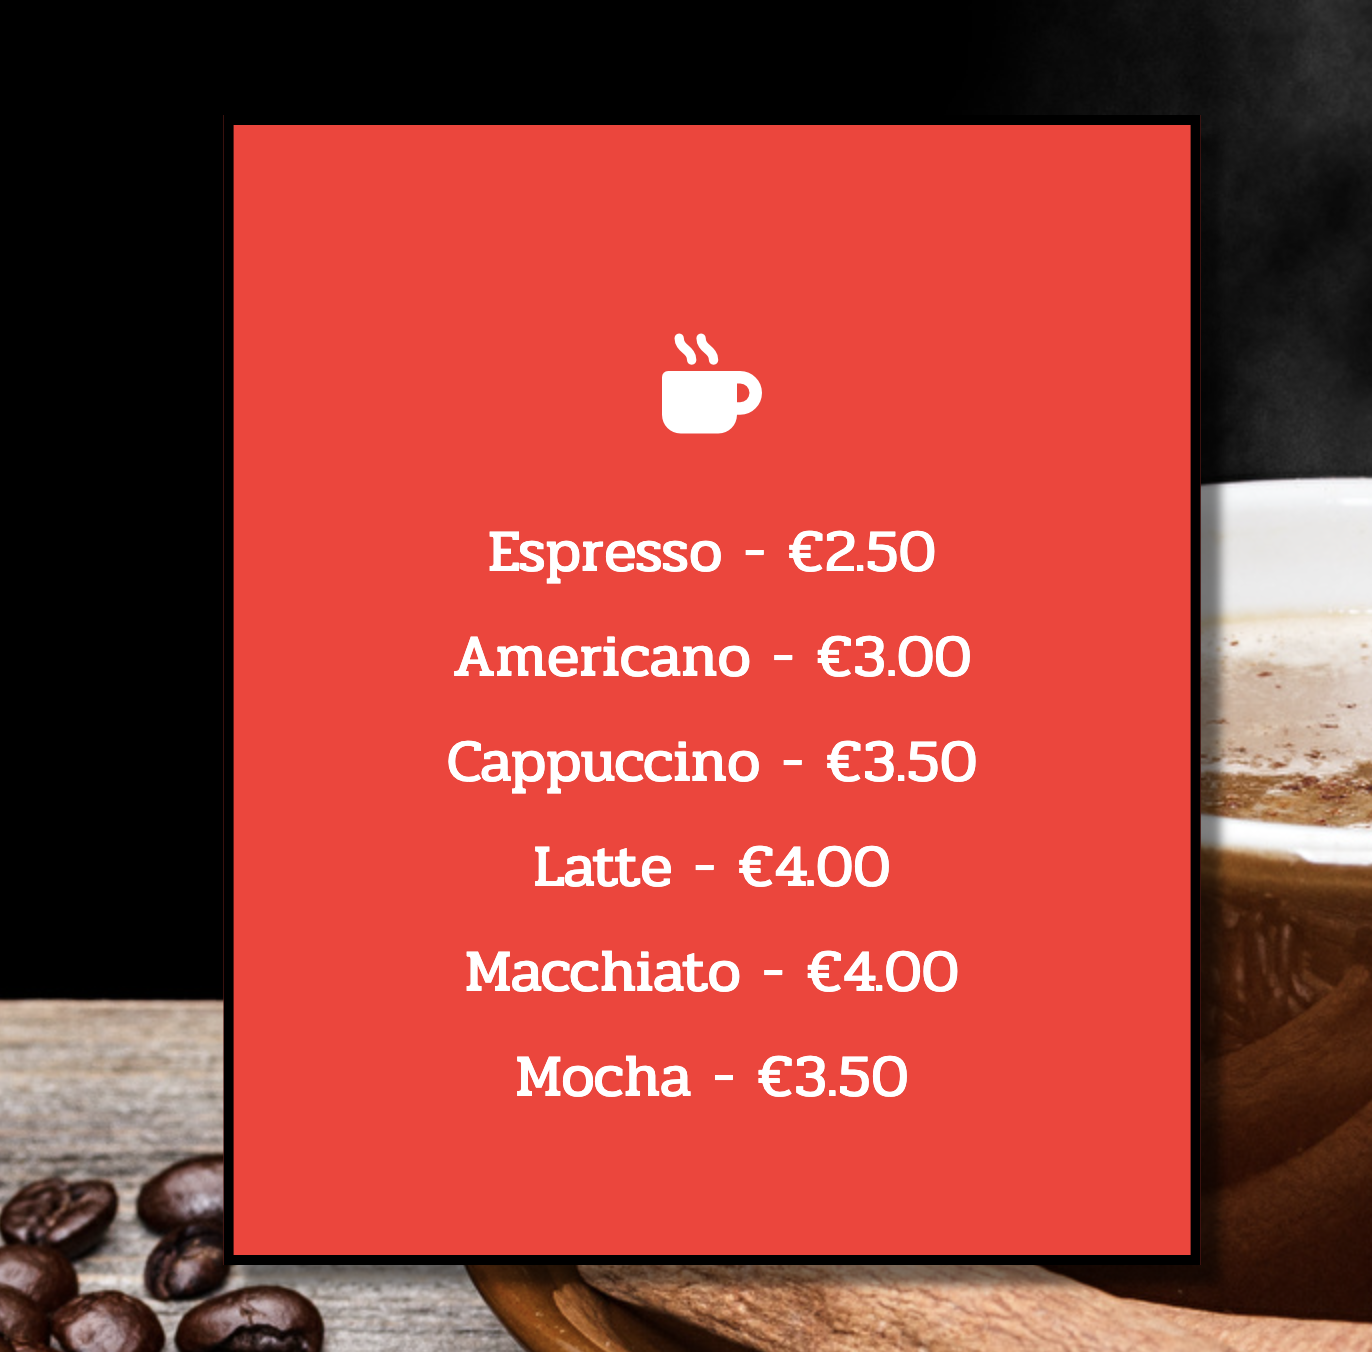 Espresso - €2.50
Americano - €3.00
Cappuccino - €3.50
Latte - €4.00
Macchiato - €4.00
Mocha - €3.50